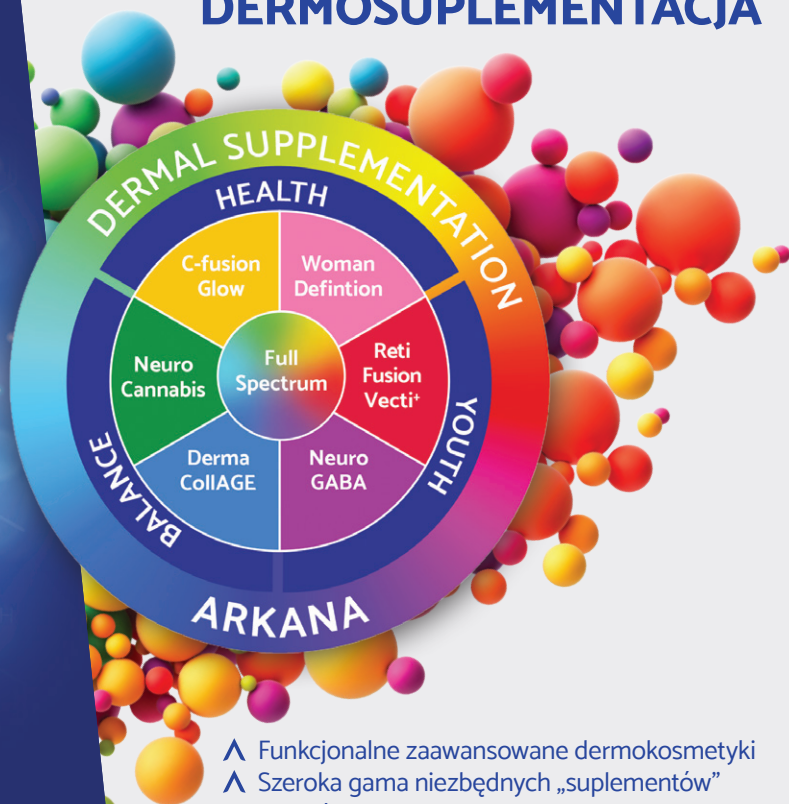 DERMOSUPLEMENTACJA
DERMAL SUPPLEMENTATION
HEALTH
C-fusion
Glow
Woman
Defintion
Neuro
Cannabis
Full
Spectrum
Reti
Fusion
Vecti⁺
Derma
CollAGE
Neuro
GABA
BALANCE
YOUTH
ARKANA
Funkcjonalne zaawansowane dermokosmetyki
Szeroka gama niezbędnych „suplementów”